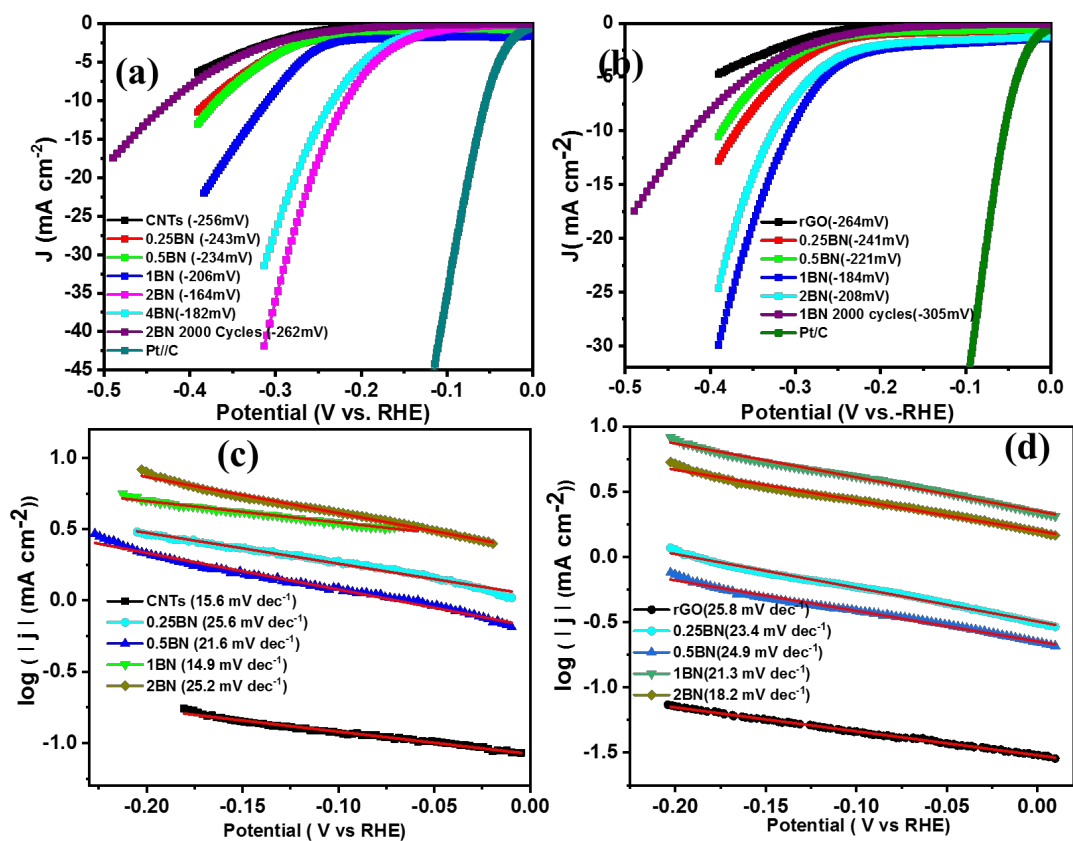 (a)
0
-5
-10
-15
-20
-25
-30
-35
-40
-45
J (mA cm-2)
CNTs (-256mV)
0.25BN (-243mV)
0.5BN (-234mV)
1BN (-206mV)
2BN (-164mV)
4BN(-182mV)
2BN 2000 Cycles (-262mV)
Pt//C
-0.5 -0.4 -0.3 -0.2 -0.1 0.0
Potential (V vs. RHE)
(b)
0
-5
-10
-15
-20
-25
-30
J( mA cm-2)
rGO(-264mV)
0.25BN(-241mV)
0.5BN(-221mV)
1BN(-184mV)
2BN(-208mV)
1BN 2000 cycles(-305mV)
Pt/C
-0.5 -0.4 -0.3 -0.2 -0.1 0.0
Potential (V vs.-RHE)
(c)
1.0
0.5
0.0
-0.5
-1.0
log (|j| (mA cm-2))
CNTs (15.6 mV dec-1)
0.25BN (25.6 mV dec-1)
0.5BN (21.6 mV dec-1)
1BN (14.9 mV dec-1)
2BN (25.2 mV dec-1)
-0.20 -0.15 -0.10 -0.05 0.00
Potential ( V vs RHE)
(d)
1.0
0.5
0.0
-0.5
-1.0
-1.5
log (|j| (mA cm-2))
rGO(25.8 mV dec-1)
0.25BN(23.4 mV dec-1)
0.5BN(24.9 mV dec-1)
1BN(21.3 mV dec-1)
2BN(18.2 mV dec-1)
-0.20 -0.15 -0.10 -0.05 0.00
Potential ( V vs RHE)